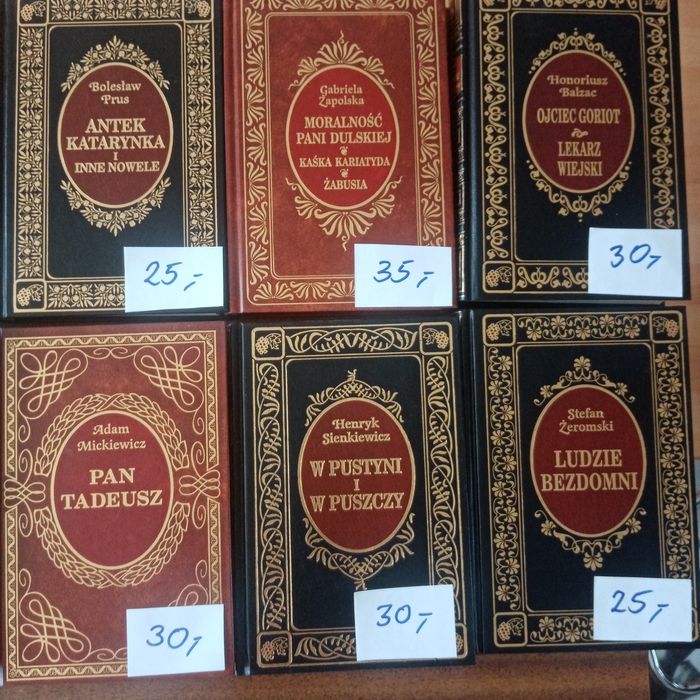 Bolesław
Prus
ANTEK
KATARYNKA
I
INNE NOWELE
25,-
Gabriela
Zapolska
MORALNOŚĆ
PANI DULSKIEJ
KAŚKA KARIATYDA
ŻABUSIA
35,-
Honoriusz
Balzac
OJCIEC GORIOT
LEKARZ
WIEJSKI
30,-
Adam
Mickiewicz
PAN
TADEUSZ
30,-
Henryk
Sienkiewicz
W PUSTYNI
I
W PUSZCZY
30,-
Stefan
Żeromski
LUDZIE
BEZDOMNI
25,-